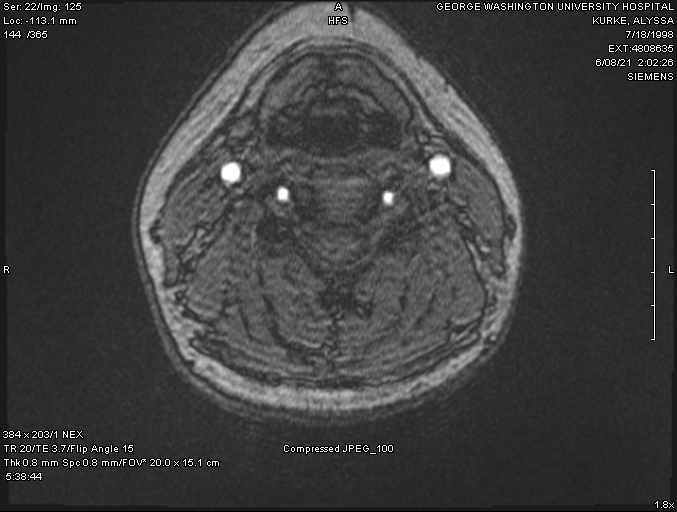 Ser: 22/Img: 125
Loc: -113.1 mm
144 /365
A
HFS
GEORGE WASHINGTON UNIVERSITY HOSPITAL
KURKE, ALYSSA
7/18/1998
EXT:4808635
6/08/21 2:02:26
SIEMENS
R
L
384 x 203/1 NEX
TR 20/TE 3.7/Flip Angle 15
Thk 0.8 mm Spc 0.8 mm/FOV* 20.0 x 15.1 cm
5:38:44
Compressed JPEG_100
1.8x